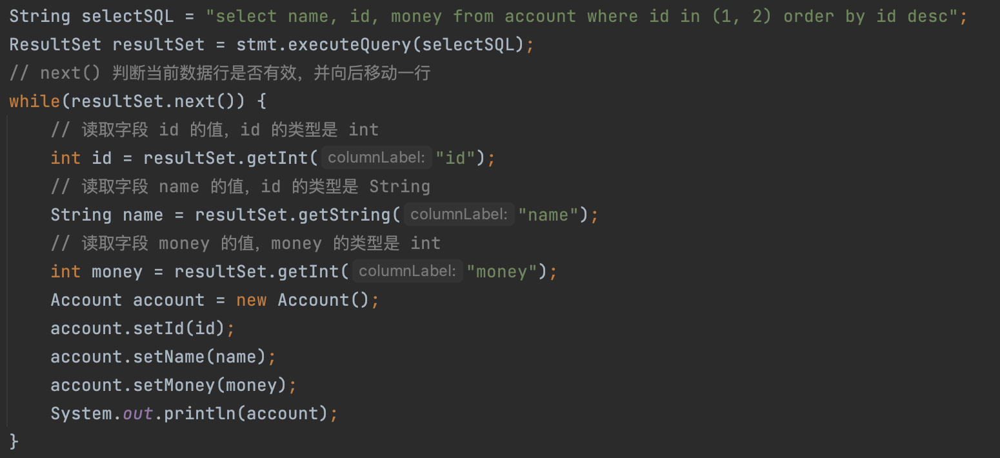 String selectSQL = "select name, id, money from account where id in (1, 2) order by id desc";
ResultSet resultSet = stmt.executeQuery(selectSQL);
// next() 判断当前数据行是否有效，并向后移动一行
while(resultSet.next()) {
    // 读取字段 id 的值，id 的类型是 int
    int id = resultSet.getInt( columnLabel: "id");
    // 读取字段 name 的值，id 的类型是 String
    String name = resultSet.getString( columnLabel: "name");
    // 读取字段 money 的值，money 的类型是 int
    int money = resultSet.getInt( columnLabel: "money");
    Account account = new Account();
    account.setId(id);
    account.setName(name);
    account.setMoney(money);
    System.out.println(account);
}